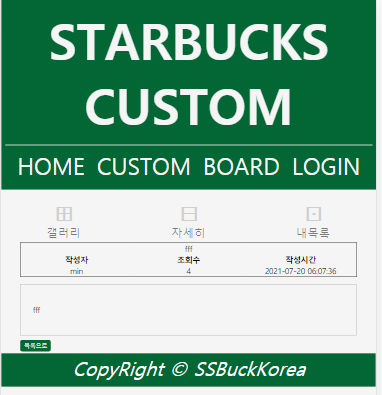 STARBUCKS
CUSTOM
HOME CUSTOM BOARD LOGIN
갤러리 자세히 내목록
fff
작성자 조회수 작성시간
min 4 2021-07-20 06:07:36
fff
목록으로
CopyRight © SSBuckKorea